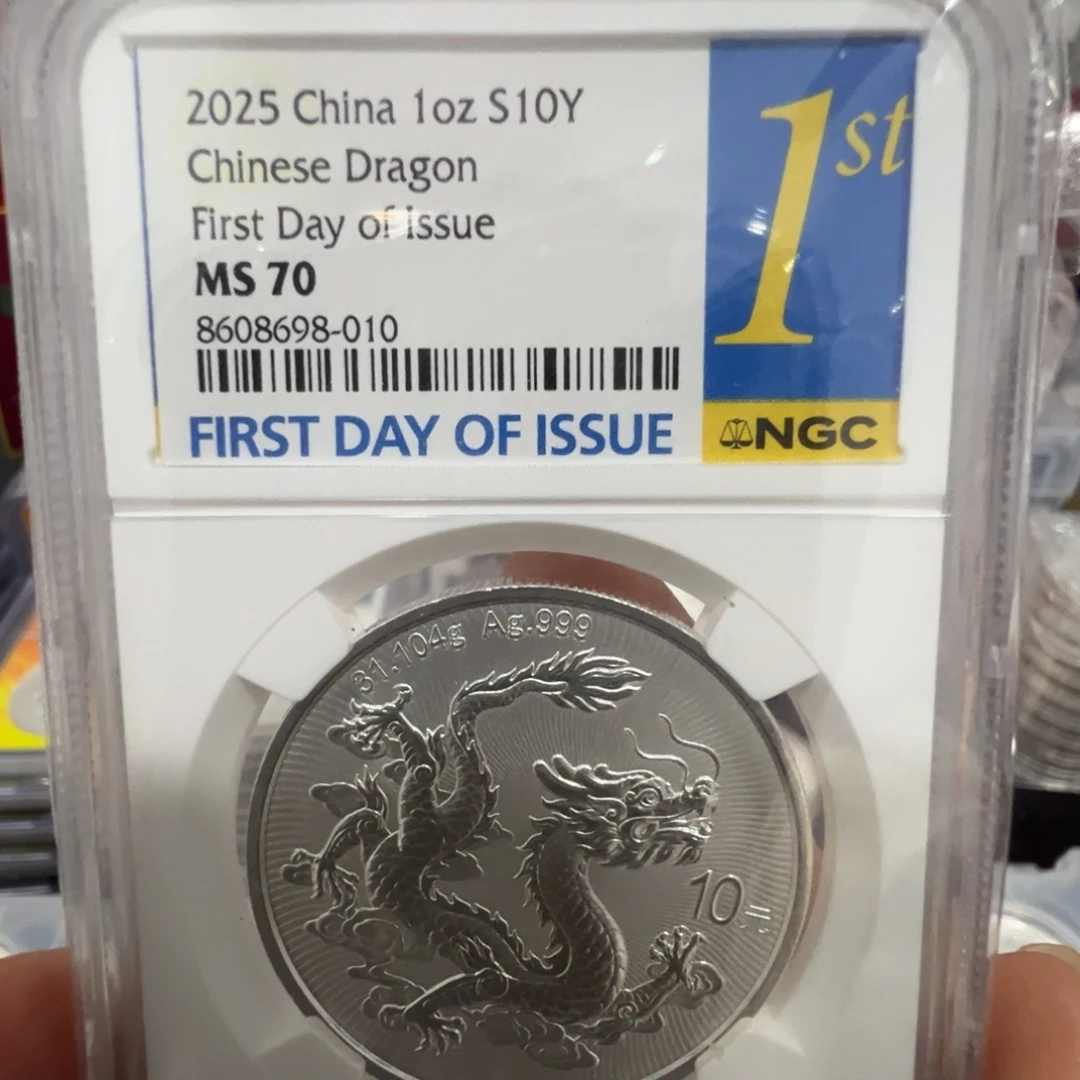 2025 China 1oz S10Y
Chinese Dragon
First Day of Issue
MS 70
8608698-010
FIRST DAY OF ISSUE
1st
NGC
31.104g Ag.999
10元